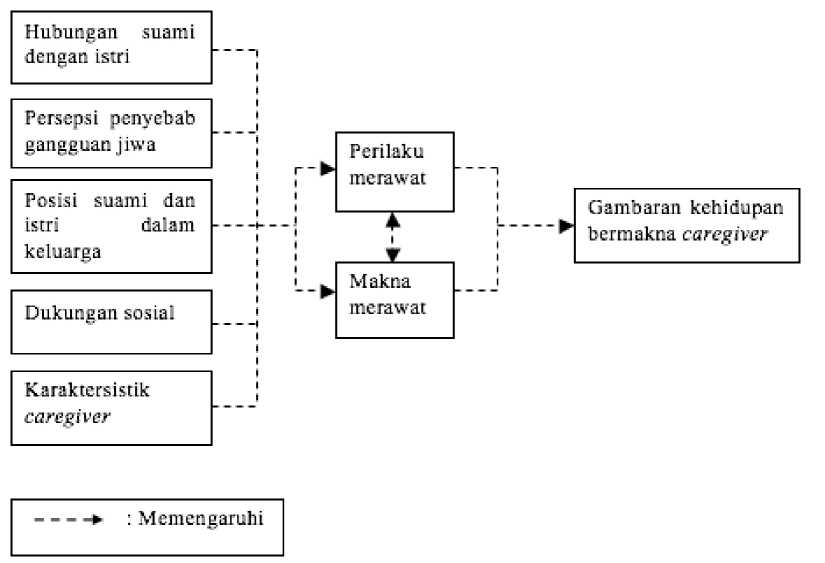 Hubungan suami
dengan istri
Persepsi penyebab
gangguan jiwa
Posisi suami dan
istri dalam
keluarga
Dukungan sosial
Karaktersistik
caregiver
Perilaku
merawat
Makna
merawat
Gambaran kehidupan
bermakna caregiver
: Memengaruhi